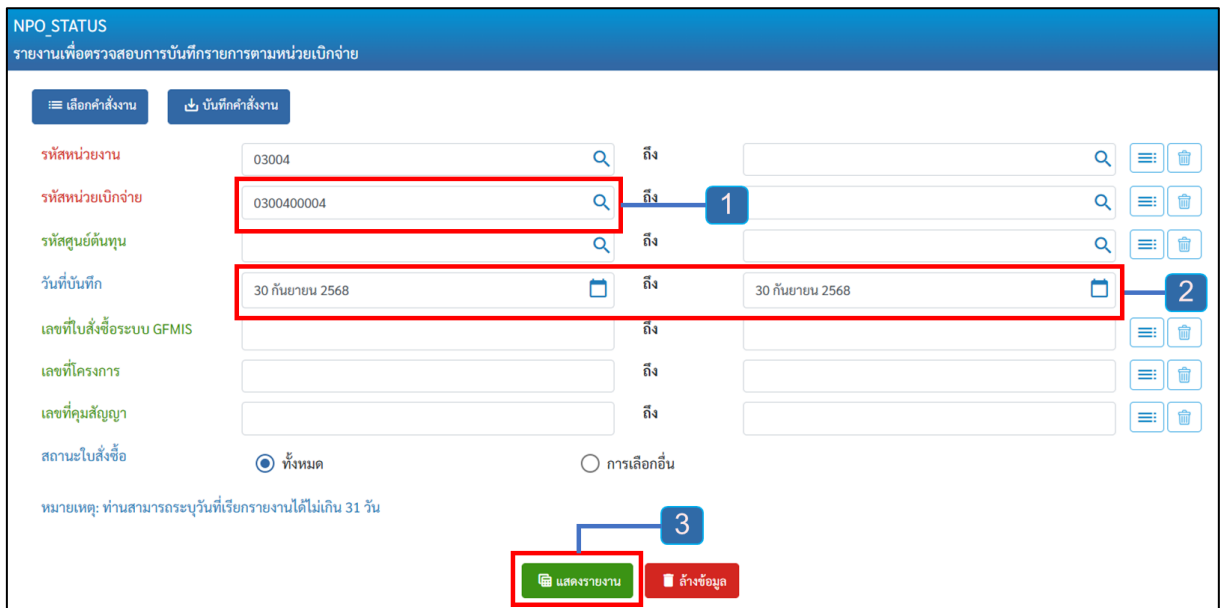 NPO_STATUS
รายงานเพื่อตรวจสอบการบันทึกรายการตามหน่วยเบิกจ่าย
เลือกคำสั่งงาน บันทึกคำสั่งงาน
รหัสหน่วยงาน 03004 ถึง
รหัสหน่วยเบิกจ่าย 0300400004 ถึง 1
รหัสศูนย์ต้นทุน ถึง
วันที่บันทึก 30 กันยายน 2568 ถึง 30 กันยายน 2568 2
เลขที่ใบสั่งซื้อระบบ GFMIS ถึง
เลขที่โครงการ ถึง
เลขที่คุมสัญญา ถึง
สถานะใบสั่งซื้อ ทั้งหมด การเลือกอื่น
หมายเหตุ: ท่านสามารถระบุวันที่เรียกรายงานได้ไม่เกิน 31 วัน
3
แสดงรายงาน ล้างข้อมูล